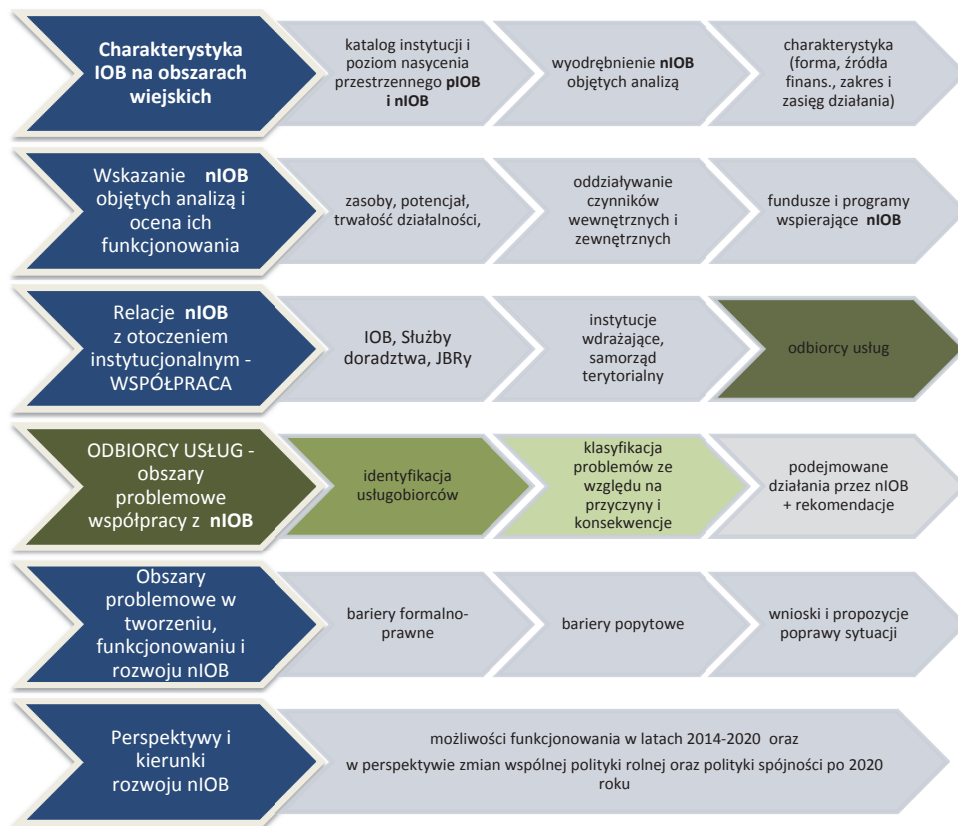 Charakterystyka
IOB na obszarach
wiejskich
katalog instytucji i
poziom nasycenia
przestrzennego pIOB
i nIOB
wyodrębnienie nIOB
objętych analizą
charakterystyka
(forma, źródła
finans., zakres i
zasięg działania)
Wskazanie nIOB
objętych analizą i
ocena ich
funkcjonowania
zasoby, potencjał,
trwałość działalności,
oddziaływanie
czynników
wewnętrznych i
zewnętrznych
fundusze i programy
wspierające nIOB
Relacje nIOB
z otoczeniem
instytucjonalnym -
WSPÓŁPRACA
IOB, Służby
doradztwa, JBRy
instytucje
wdrażające,
samorząd
terytorialny
odbiorcy usług
ODBIORCY USŁUG -
obszary
problemowe
współpracy z nIOB
identyfikacja
usługobiorców
klasyfikacja
problemów ze
względu na
przyczyny i
konsekwencje
podejmowane
działania przez nIOB
+ rekomendacje
Obszary
problemowe w
tworzeniu,
funkcjonowaniu i
rozwoju nIOB
bariery formalno-
prawne
bariery popytowe
wnioski i propozycje
poprawy sytuacji
Perspektywy i
kierunki
rozwoju nIOB
możliwości funkcjonowania w latach 2014-2020 oraz
w perspektywie zmian wspólnej polityki rolnej oraz polityki spójności po 2020
roku